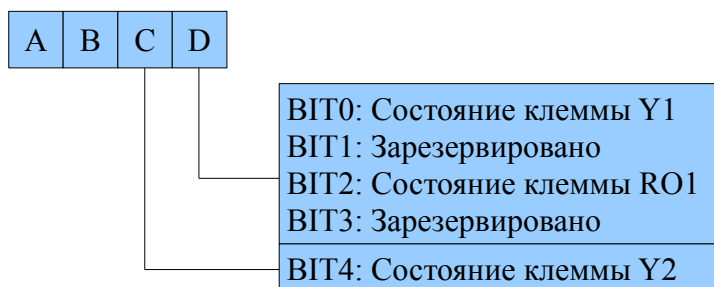 A B C D
BIT0: Состояние клеммы Y1
BIT1: Зарезервировано
BIT2: Состояние клеммы RO1
BIT3: Зарезервировано
BIT4: Состояние клеммы Y2